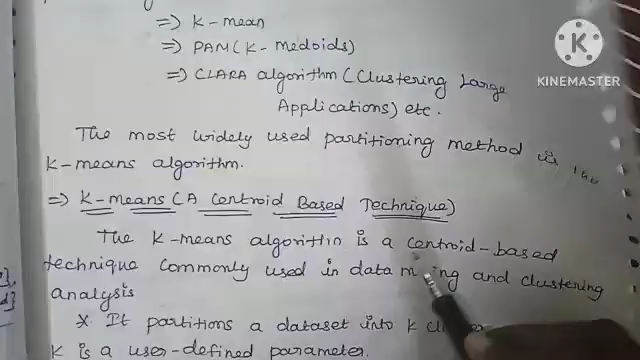 ⇒ K-mean
⇒ PAM (K-medoids)
⇒ CLARA algorithm (Clustering Large
Applications) etc.
The most widely used partitioning method is
K-means algorithm.
⇒ K-means (A Centroid Based Technique)
The K-means algorithm is a centroid-based
technique commonly used in data mining and clustering
analysis
* It partitions a dataset into K
K is a user-defined parameter.
K
KINEMASTER